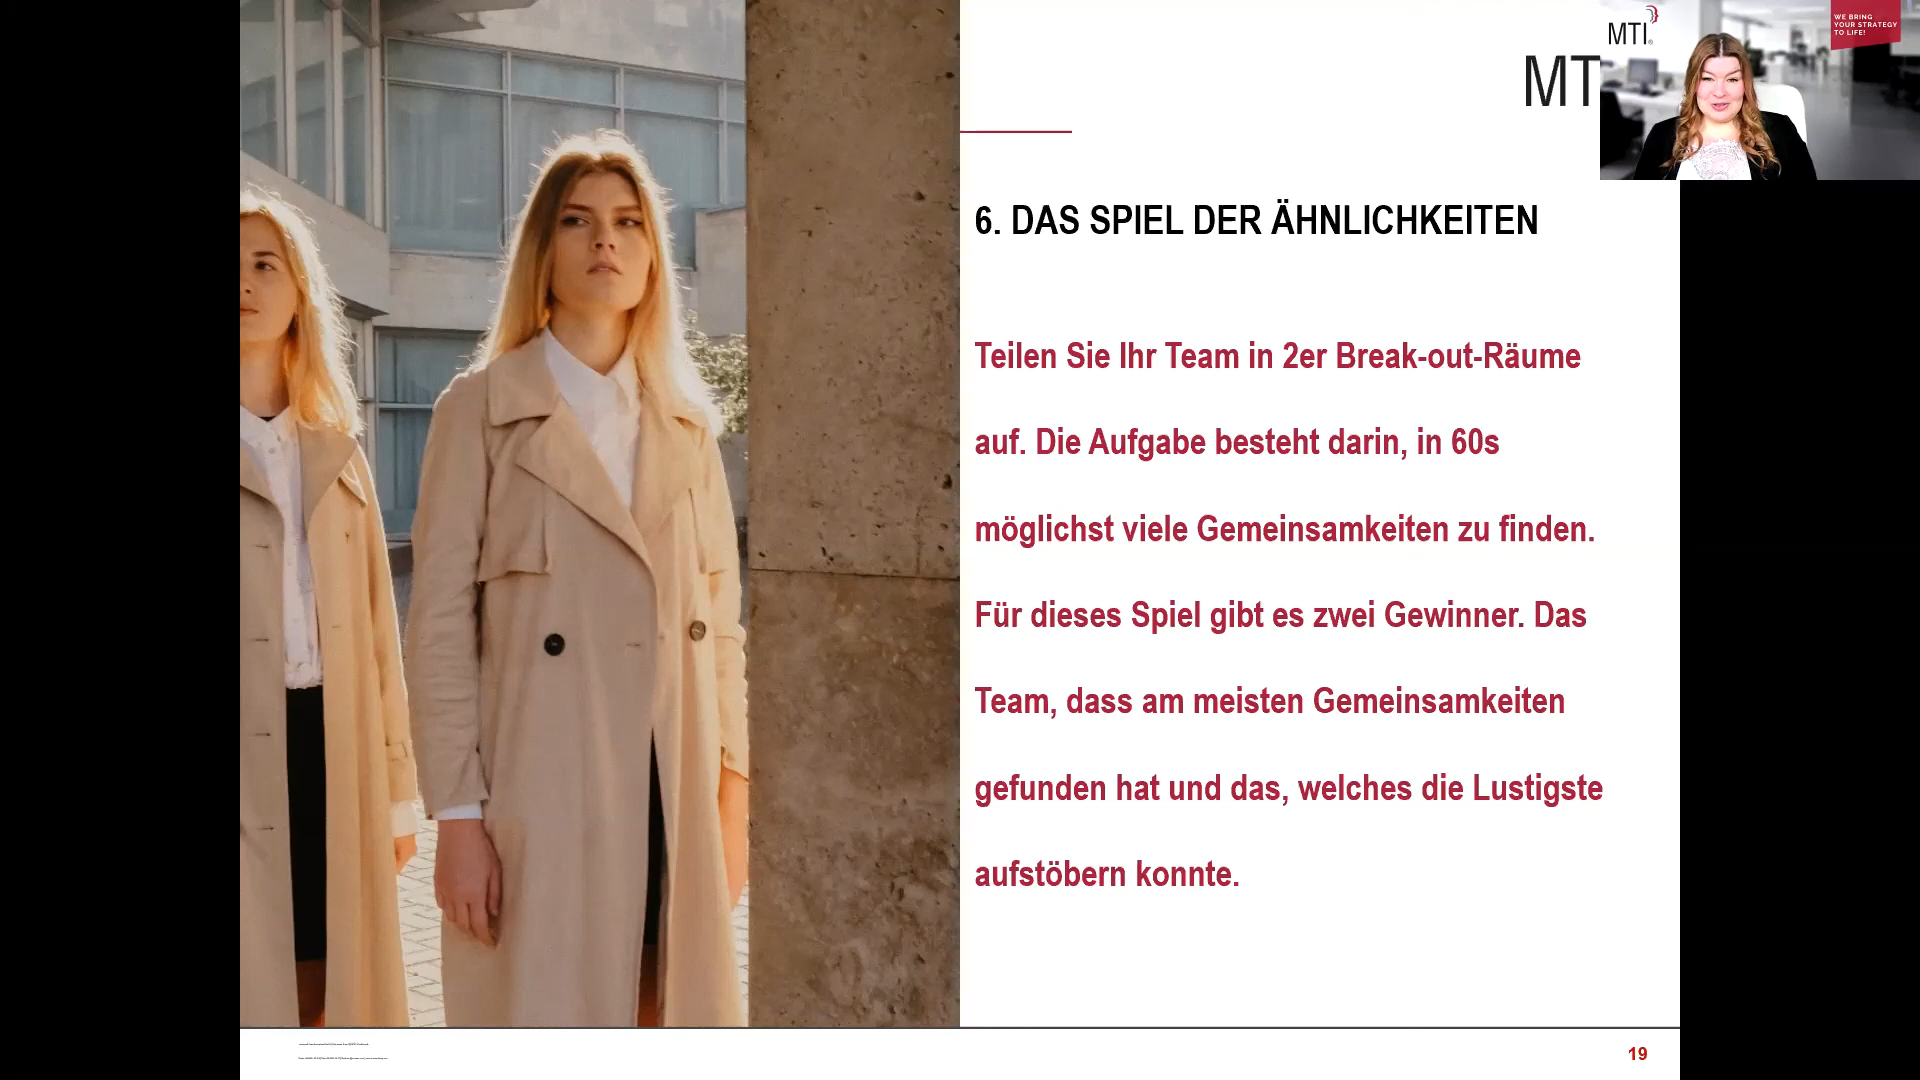 MTI
WE BRING
YOUR STRATEGY
TO LIFE!
MT
6. DAS SPIEL DER ÄHNLICHKEITEN
Teilen Sie Ihr Team in 2er Break-out-Räume
auf. Die Aufgabe besteht darin, in 60s
möglichst viele Gemeinsamkeiten zu finden.
Für dieses Spiel gibt es zwei Gewinner. Das
Team, dass am meisten Gemeinsamkeiten
gefunden hat und das, welches die Lustigste
aufstöbern konnte.
19